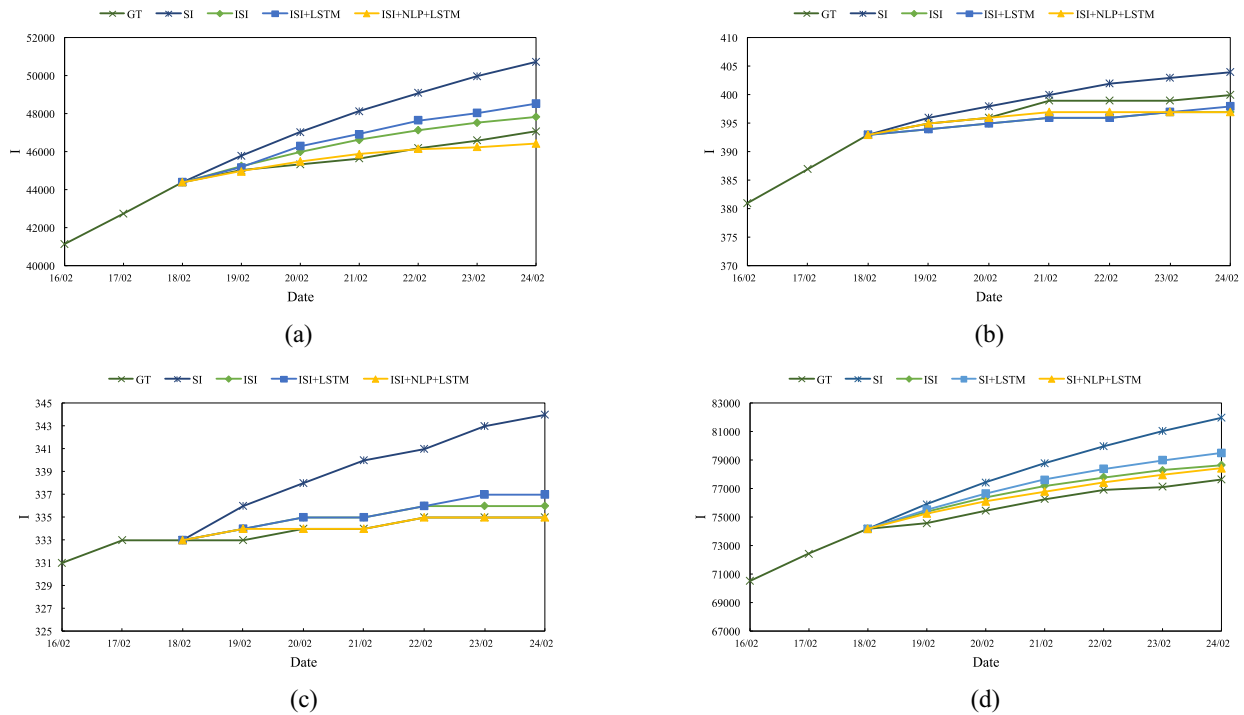 GT SI ISI ISI+LSTM ISI+NLP+LSTM
52000
50000
48000
46000
44000
42000
40000
I
16/02 17/02 18/02 19/02 20/02 21/02 22/02 23/02 24/02
Date
(a)
GT SI ISI ISI+LSTM ISI+NLP+LSTM
410
405
400
395
390
385
380
375
370
I
16/02 17/02 18/02 19/02 20/02 21/02 22/02 23/02 24/02
Date
(b)
GT SI ISI ISI+LSTM ISI+NLP+LSTM
345
343
341
339
337
335
333
331
329
327
325
I
16/02 17/02 18/02 19/02 20/02 21/02 22/02 23/02 24/02
Date
(c)
GT SI ISI SI+LSTM SI+NLP+LSTM
83000
81000
79000
77000
75000
73000
71000
69000
67000
I
16/02 17/02 18/02 19/02 20/02 21/02 22/02 23/02 24/02
Date
(d)